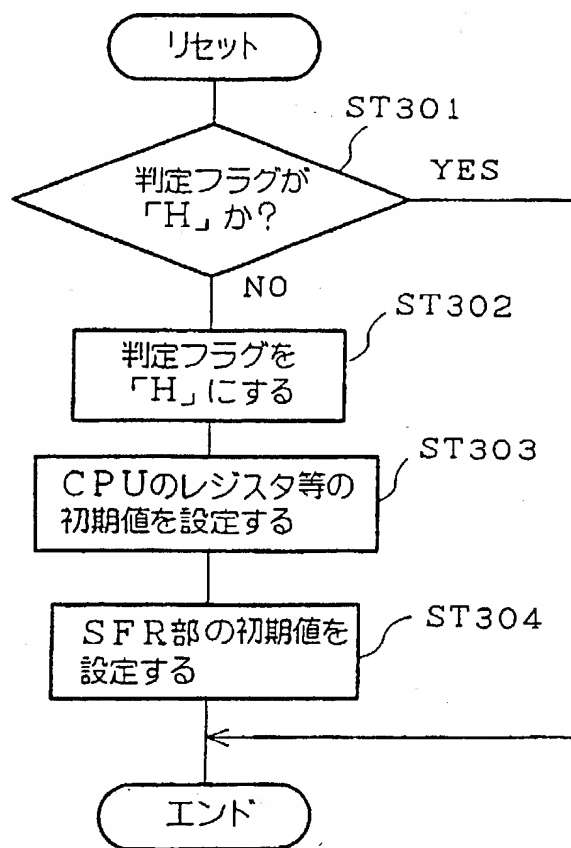 リセット
ST301
判定フラグが
「H」か?
YES
NO
ST302
判定フラグを
「H」にする
ST303
CPUのレジスタ等の
初期値を設定する
ST304
SFR部の初期値を
設定する
エンド